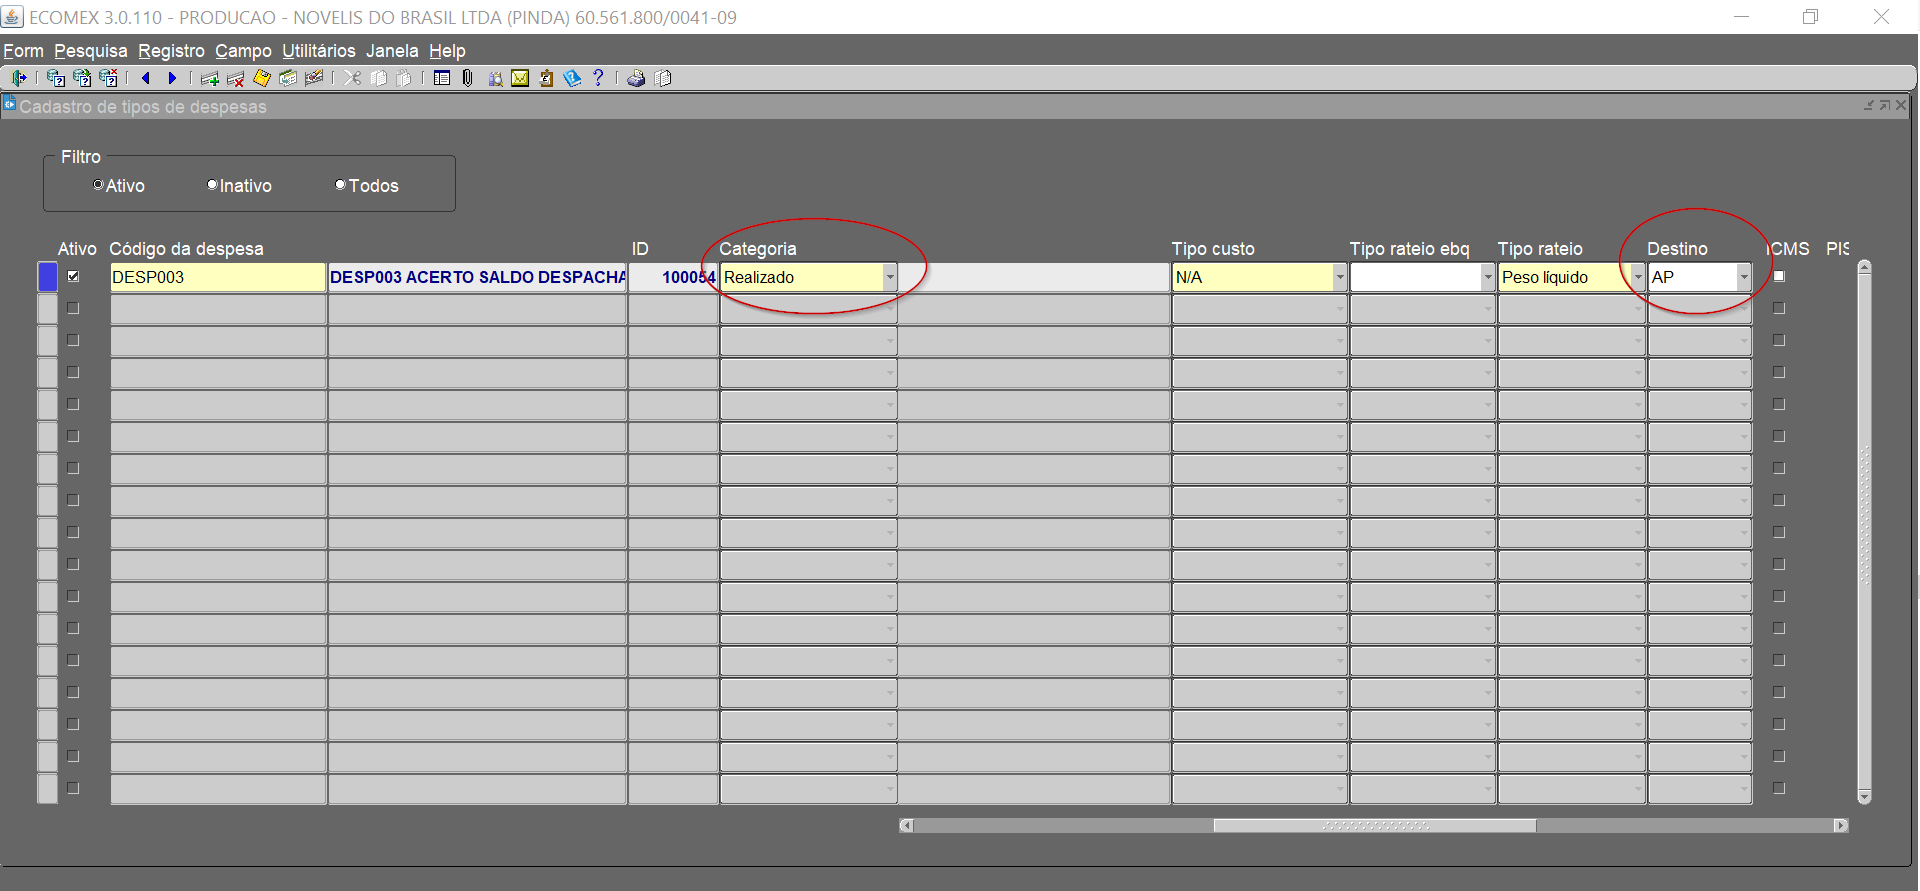 ECOMEX 3.0.110 - PRODUCAO - NOVELIS DO BRASIL LTDA (PINDA) 60.561.800/0041-09
Form Pesquisa Registro Campo Utilitários Janela Help
Cadastro de tipos de despesas
Filtro
Ativo Inativo Todos
Ativo Código da despesa ID Categoria Tipo custo Tipo rateio ebq Tipo rateio Destino ICMS PIS
DESP003 DESP003 ACERTO SALDO DESPACHA 100054 Realizado N/A Peso líquido AP